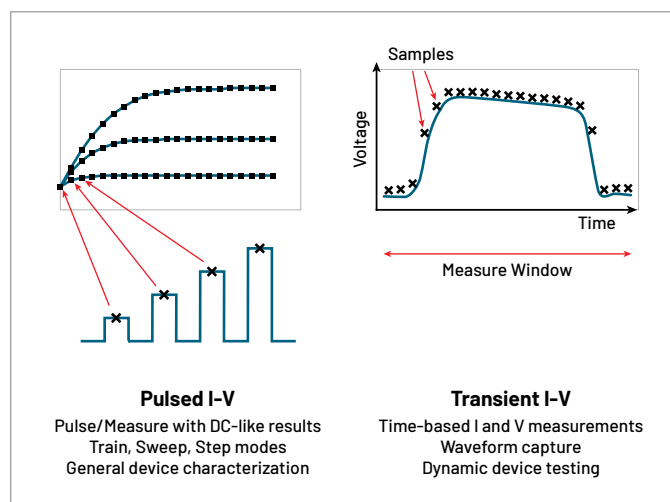 Samples
Voltage
Time
Measure Window
Pulsed I-V
Pulse/Measure with DC-like results
Train, Sweep, Step modes
General device characterization
Transient I-V
Time-based I and V measurements
Waveform capture
Dynamic device testing